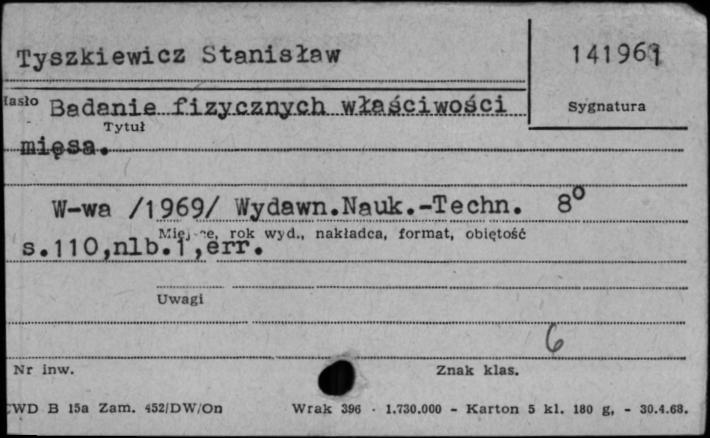 Tyszkiewicz Stanisław
141961
Hasło Badanie fizycznych właściwości
Sygnatura
Tytuł
mięsa.
W-wa /1969/ Wydawn.Nauk.-Techn. 8°
Miejsce, rok wyd., nakładca, format, objętość
s.110,nlb.1,err.
Uwagi
6
Nr inw.
Znak klas.
CWD B 15a Zam. 452/DW/On Wrak 396 · 1.730.000 – Karton 5 kl. 180 g. – 30.4.68.